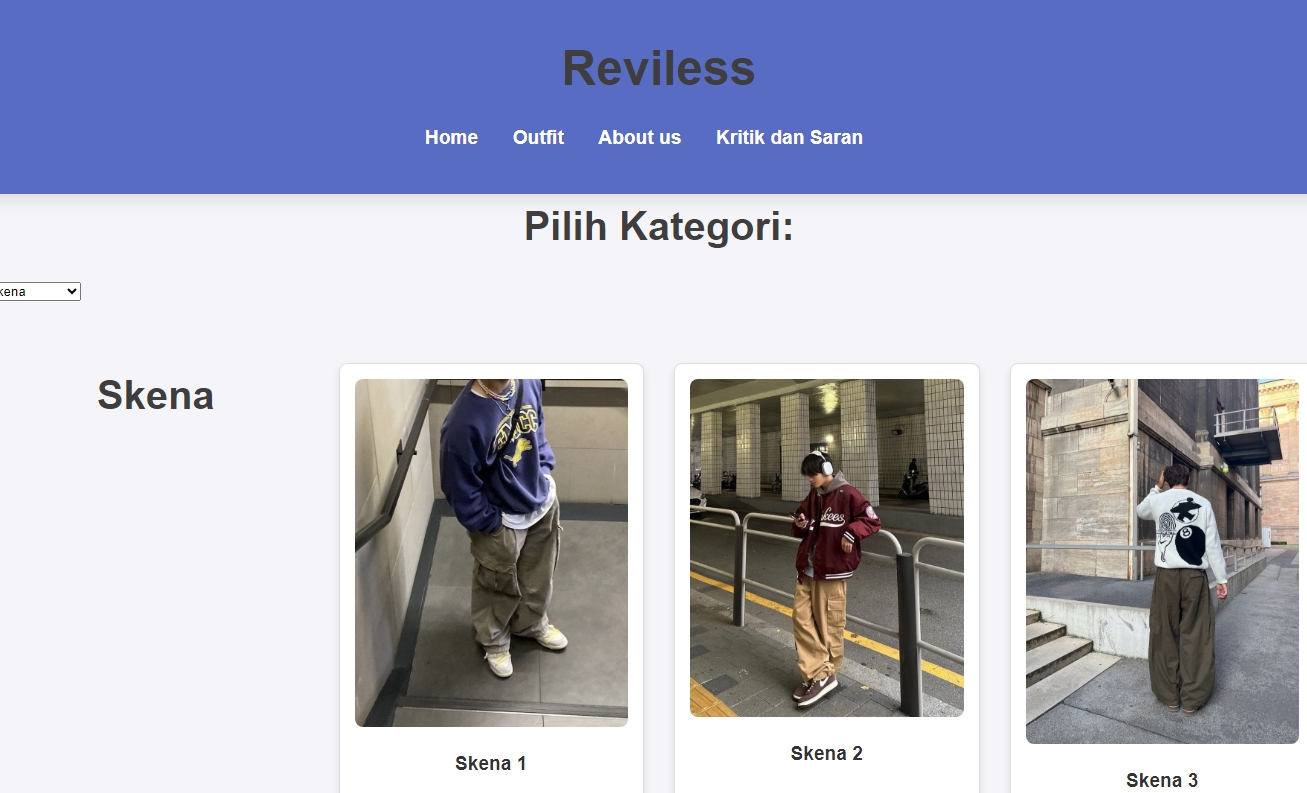 Reviless
Home Outfit About us Kritik dan Saran
Pilih Kategori:
kena
Skena
Skena 1
Skena 2
Skena 3